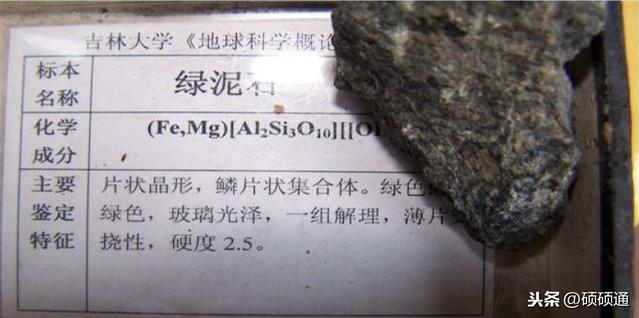 吉林大学《地球科学概论
标本
名称
绿泥石
化学
成分
(Fe,Mg)[Al₂Si₃O₁₀][[O
主要
鉴定
特征
片状晶形，鳞片状集合体。绿色
绿色，玻璃光泽，一组解理，薄片
挠性，硬度 2.5。
头条 @硕硕通